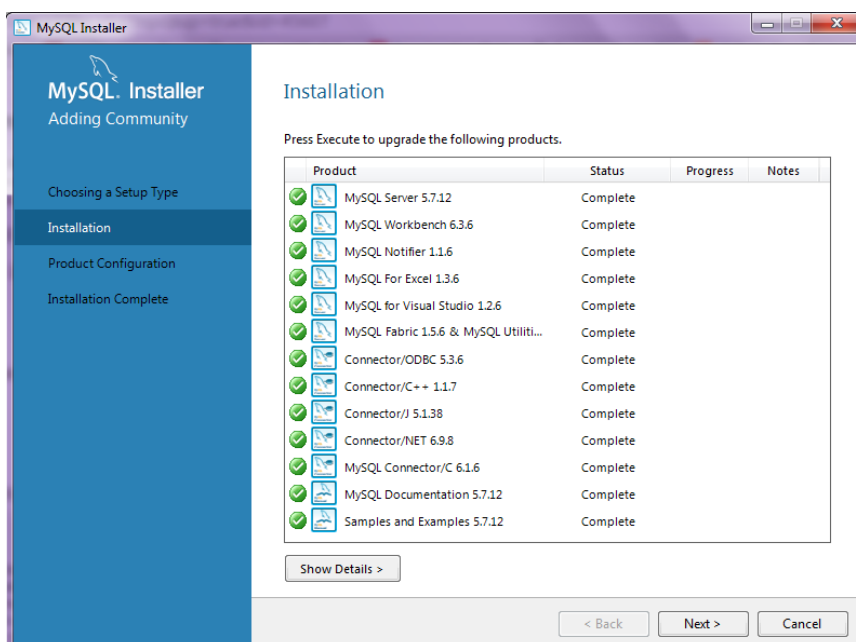 MySQL Installer
MySQL. Installer
Adding Community
Choosing a Setup Type
Installation
Product Configuration
Installation Complete
Installation
Press Execute to upgrade the following products.
Product Status Progress Notes
MySQL Server 5.7.12 Complete
MySQL Workbench 6.3.6 Complete
MySQL Notifier 1.1.6 Complete
MySQL For Excel 1.3.6 Complete
MySQL for Visual Studio 1.2.6 Complete
MySQL Fabric 1.5.6 & MySQL Utiliti... Complete
Connector/ODBC 5.3.6 Complete
Connector/C++ 1.1.7 Complete
Connector/J 5.1.38 Complete
Connector/NET 6.9.8 Complete
MySQL Connector/C 6.1.6 Complete
MySQL Documentation 5.7.12 Complete
Samples and Examples 5.7.12 Complete
Show Details >
< Back Next > Cancel